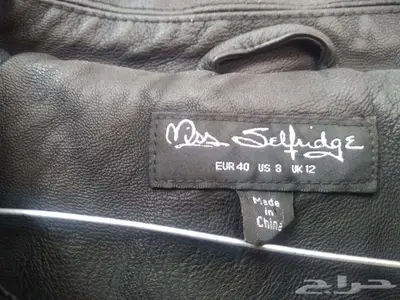 Miss Selfridge
EUR 40 US 8 UK 12
Made
in
China
حراج